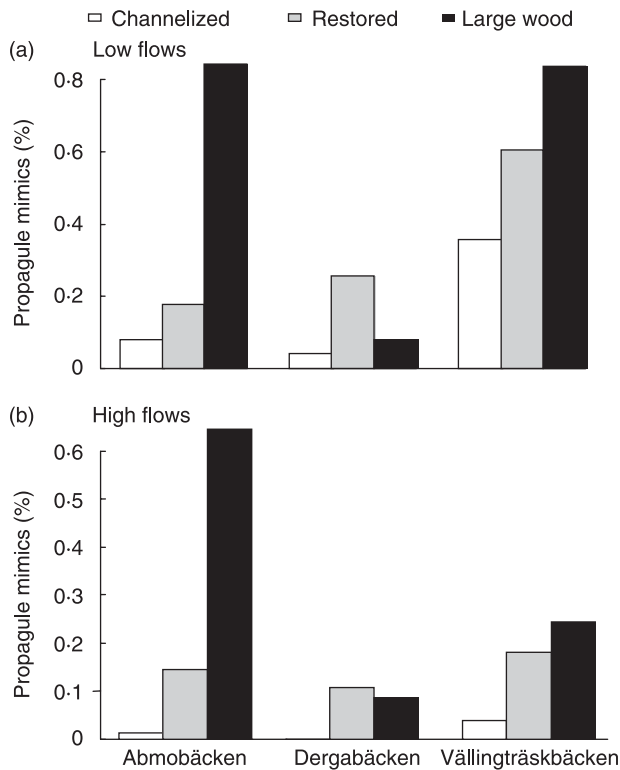 Channelized Restored Large wood
(a) Low flows
Propagule mimics (%)
0·8
0·6
0·4
0·2
0
(b) High flows
Propagule mimics (%)
0·6
0·5
0·4
0·3
0·2
0·1
0
Abmobäcken Dergabäcken Vällingträskbäcken